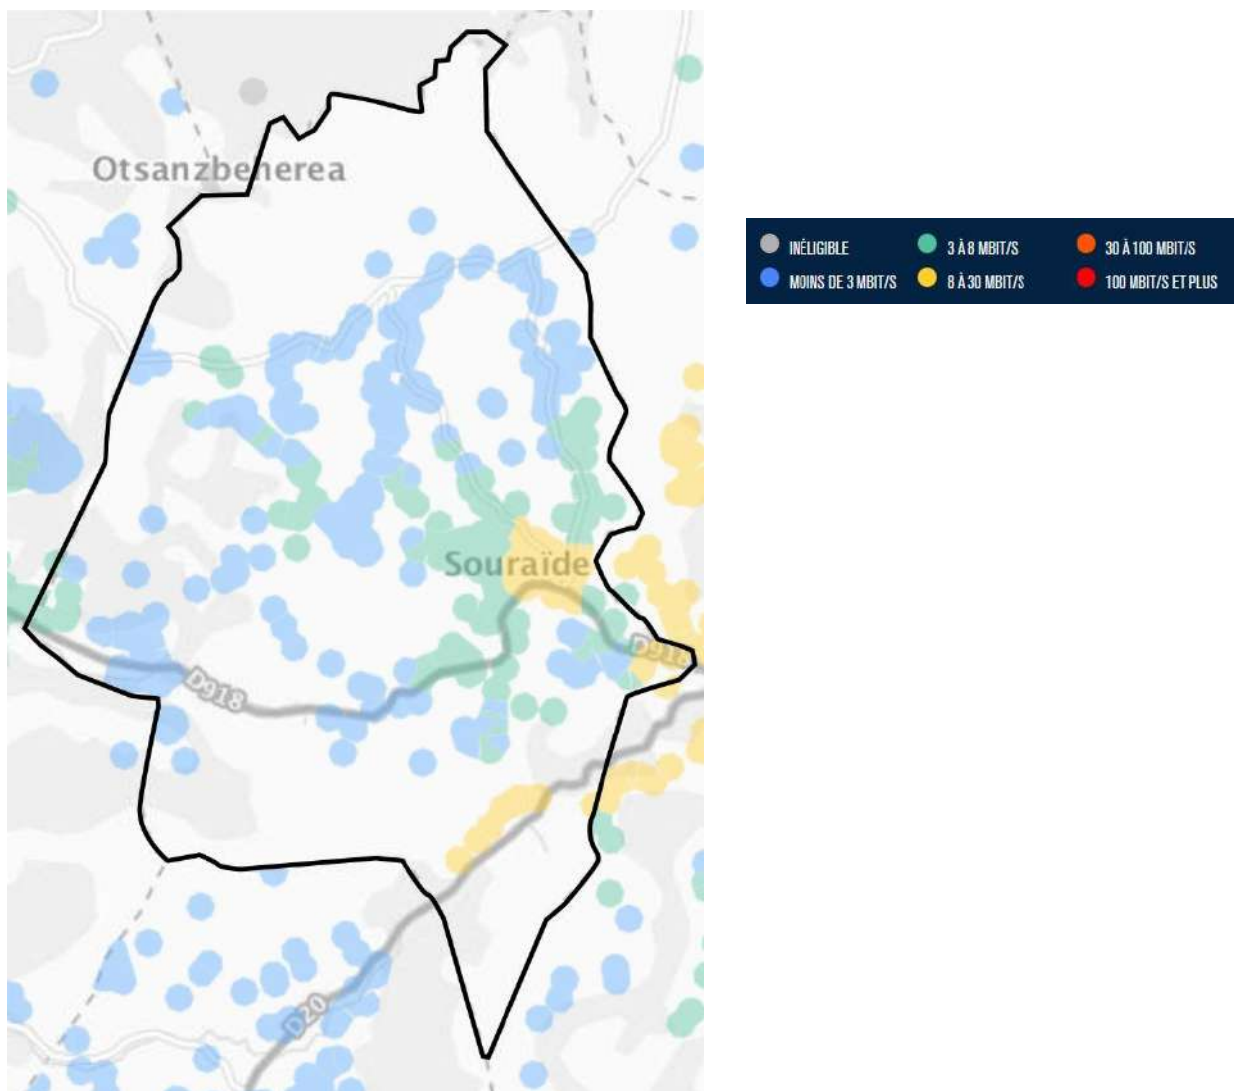 Otsanzbeherea
INÉLIGIBLE
3 À 8 MBIT/S
30 À 100 MBIT/S
MOINS DE 3 MBIT/S
8 À 30 MBIT/S
100 MBIT/S ET PLUS
Souraïde
D918
D918
D20